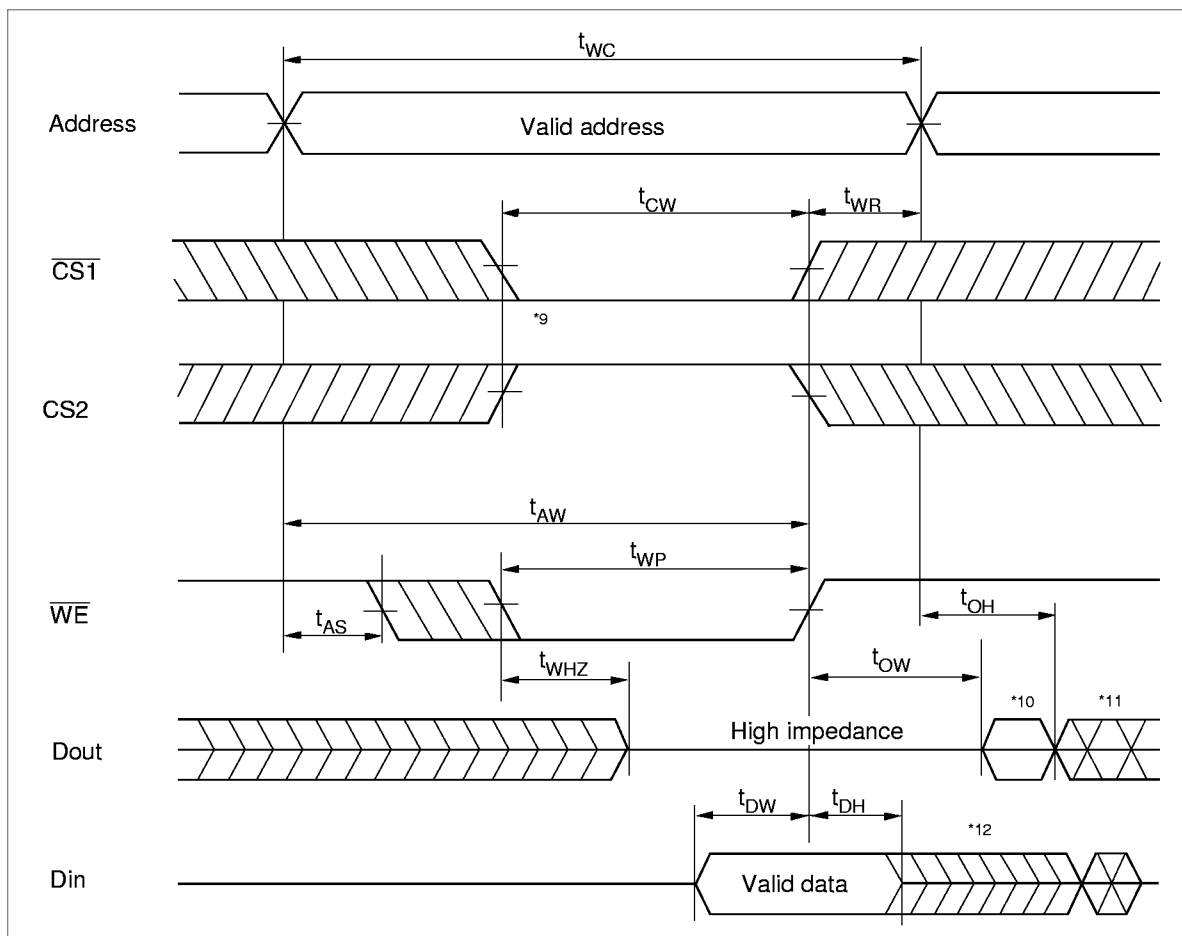 tWC
Address
Valid address
tCW
tWR
CS1
*9
CS2
tAW
tWP
WE
tAS
tOH
tWHZ
tOW
*10
*11
Dout
High impedance
tDW
tDH
*12
Din
Valid data